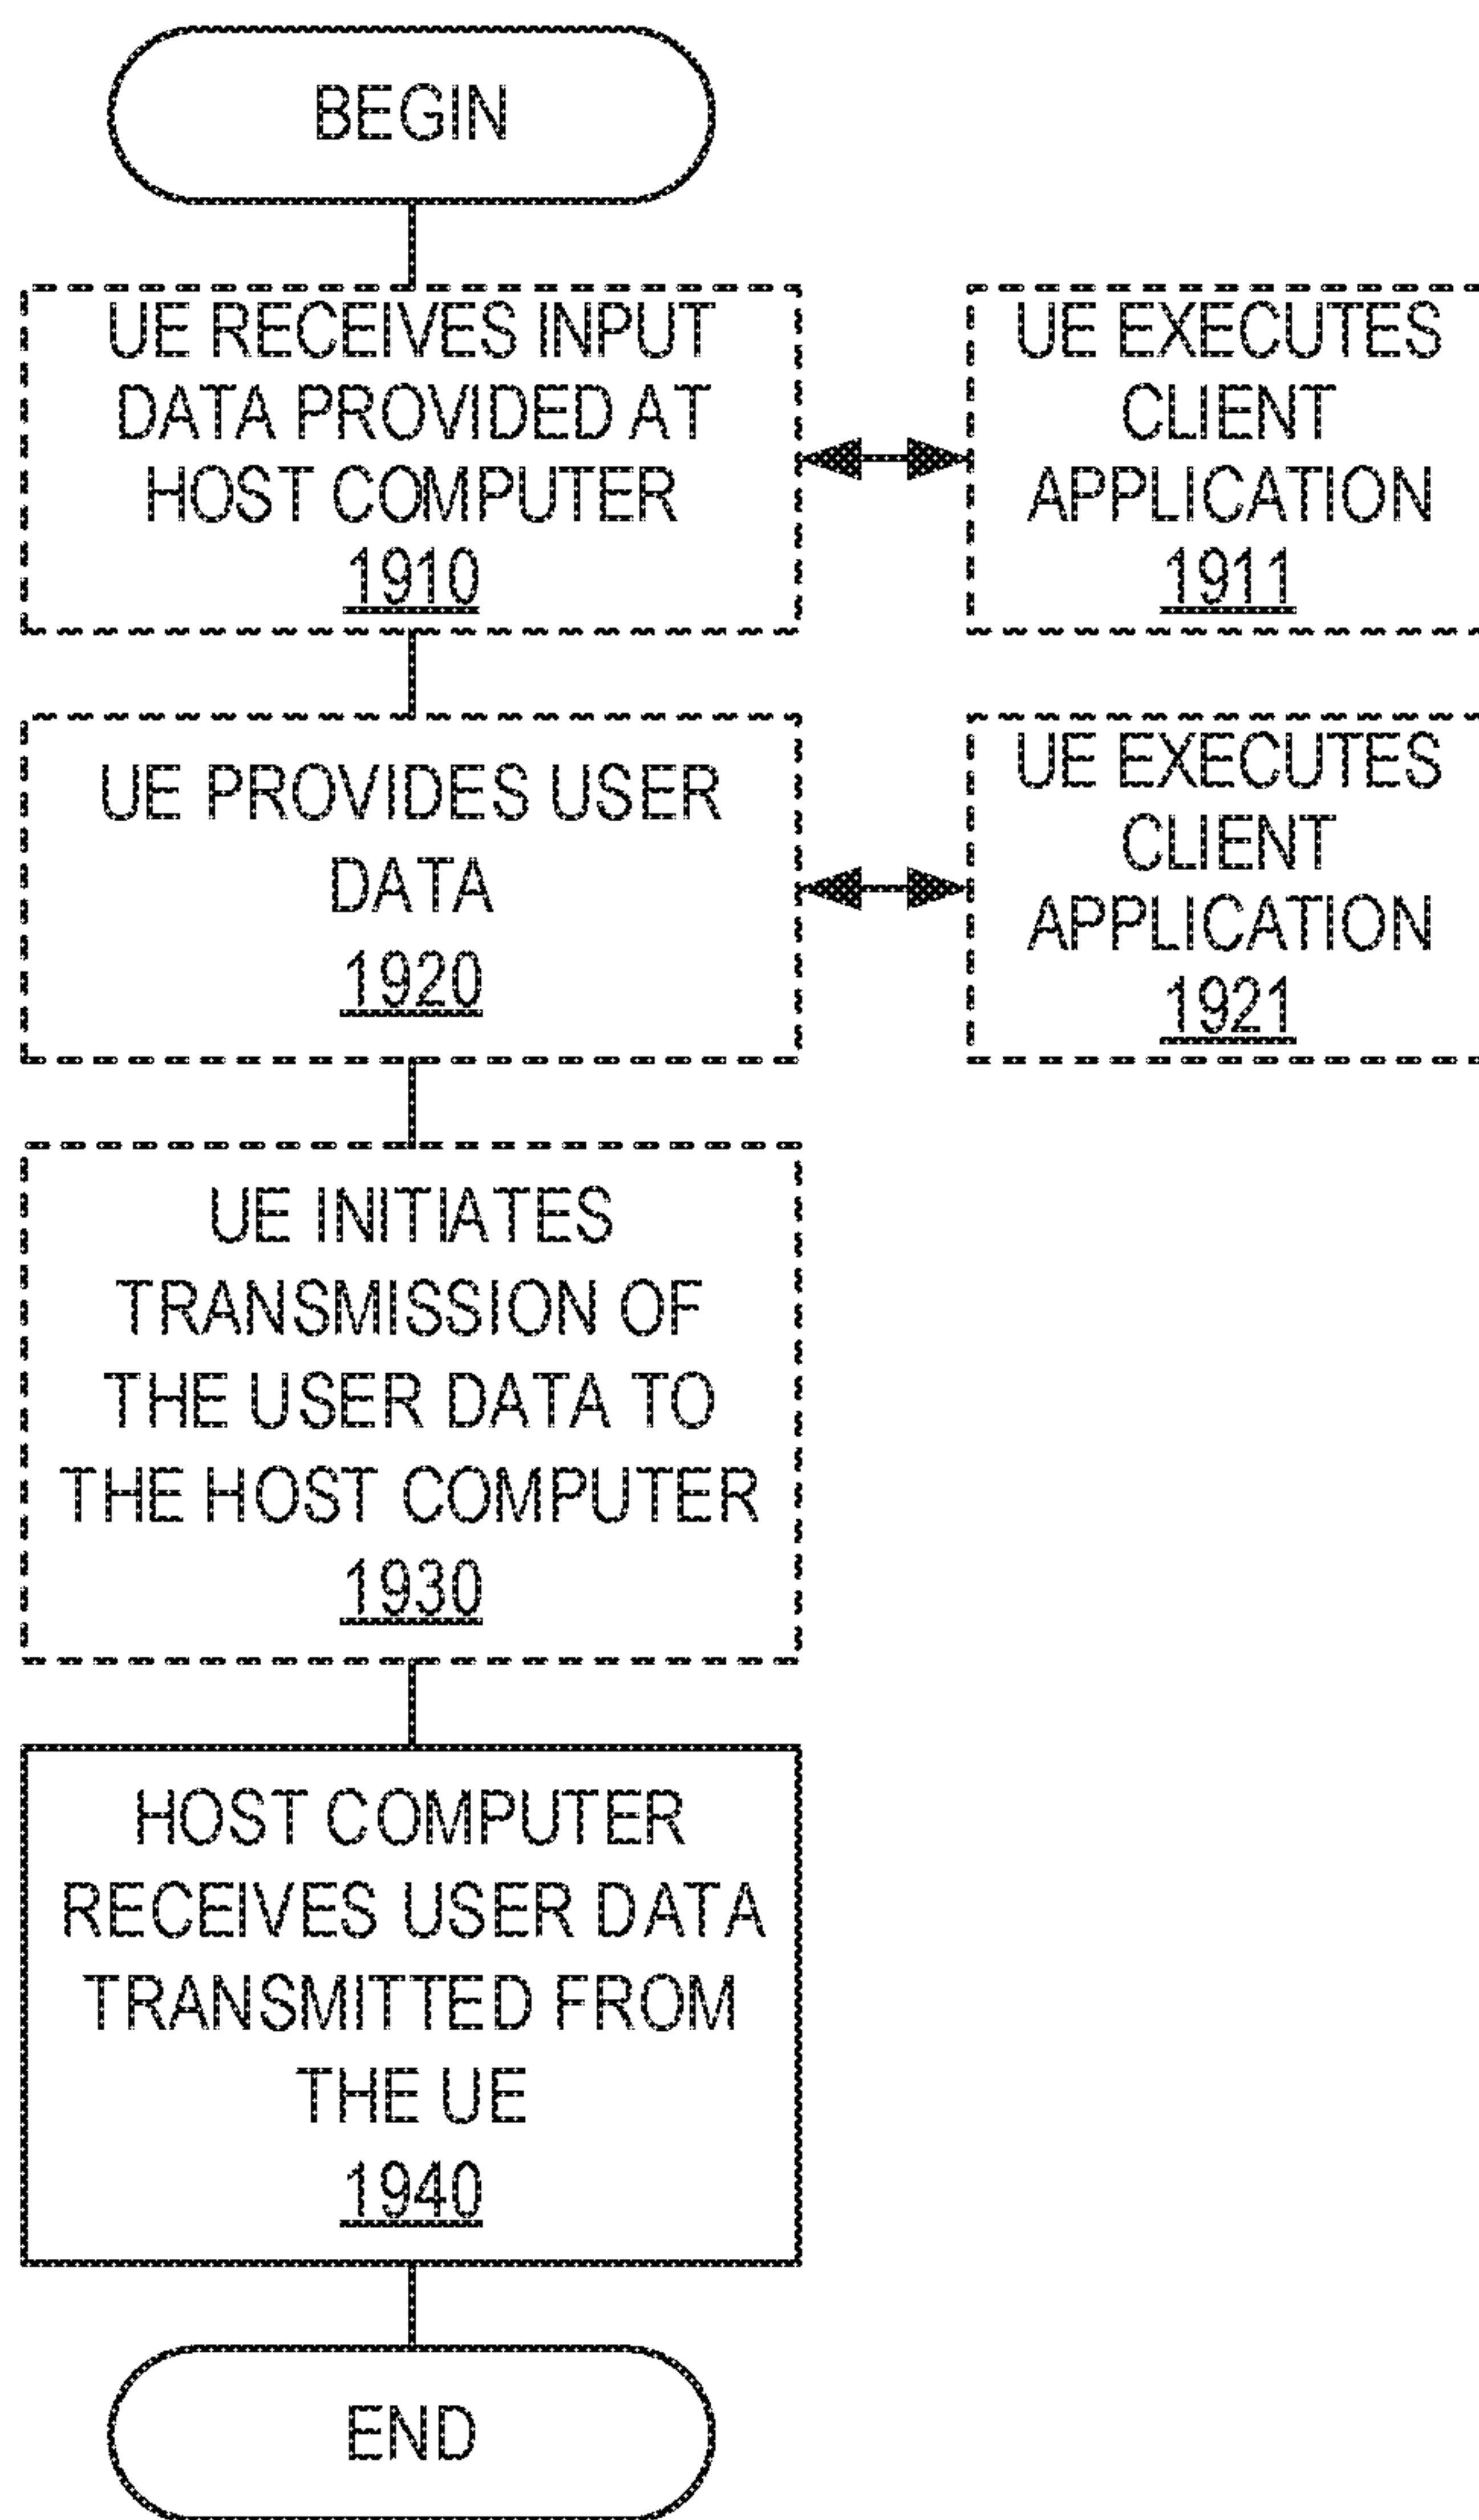 BEGIN
UE RECEIVES INPUT
DATA PROVIDED AT
HOST COMPUTER
1910
UE EXECUTES
CLIENT
APPLICATION
1911
UE PROVIDES USER
DATA
1920
UE EXECUTES
CLIENT
APPLICATION
1921
UE INITIATES
TRANSMISSION OF
THE USER DATA TO
THE HOST COMPUTER
1930
HOST COMPUTER
RECEIVES USER DATA
TRANSMITTED FROM
THE UE
1940
END